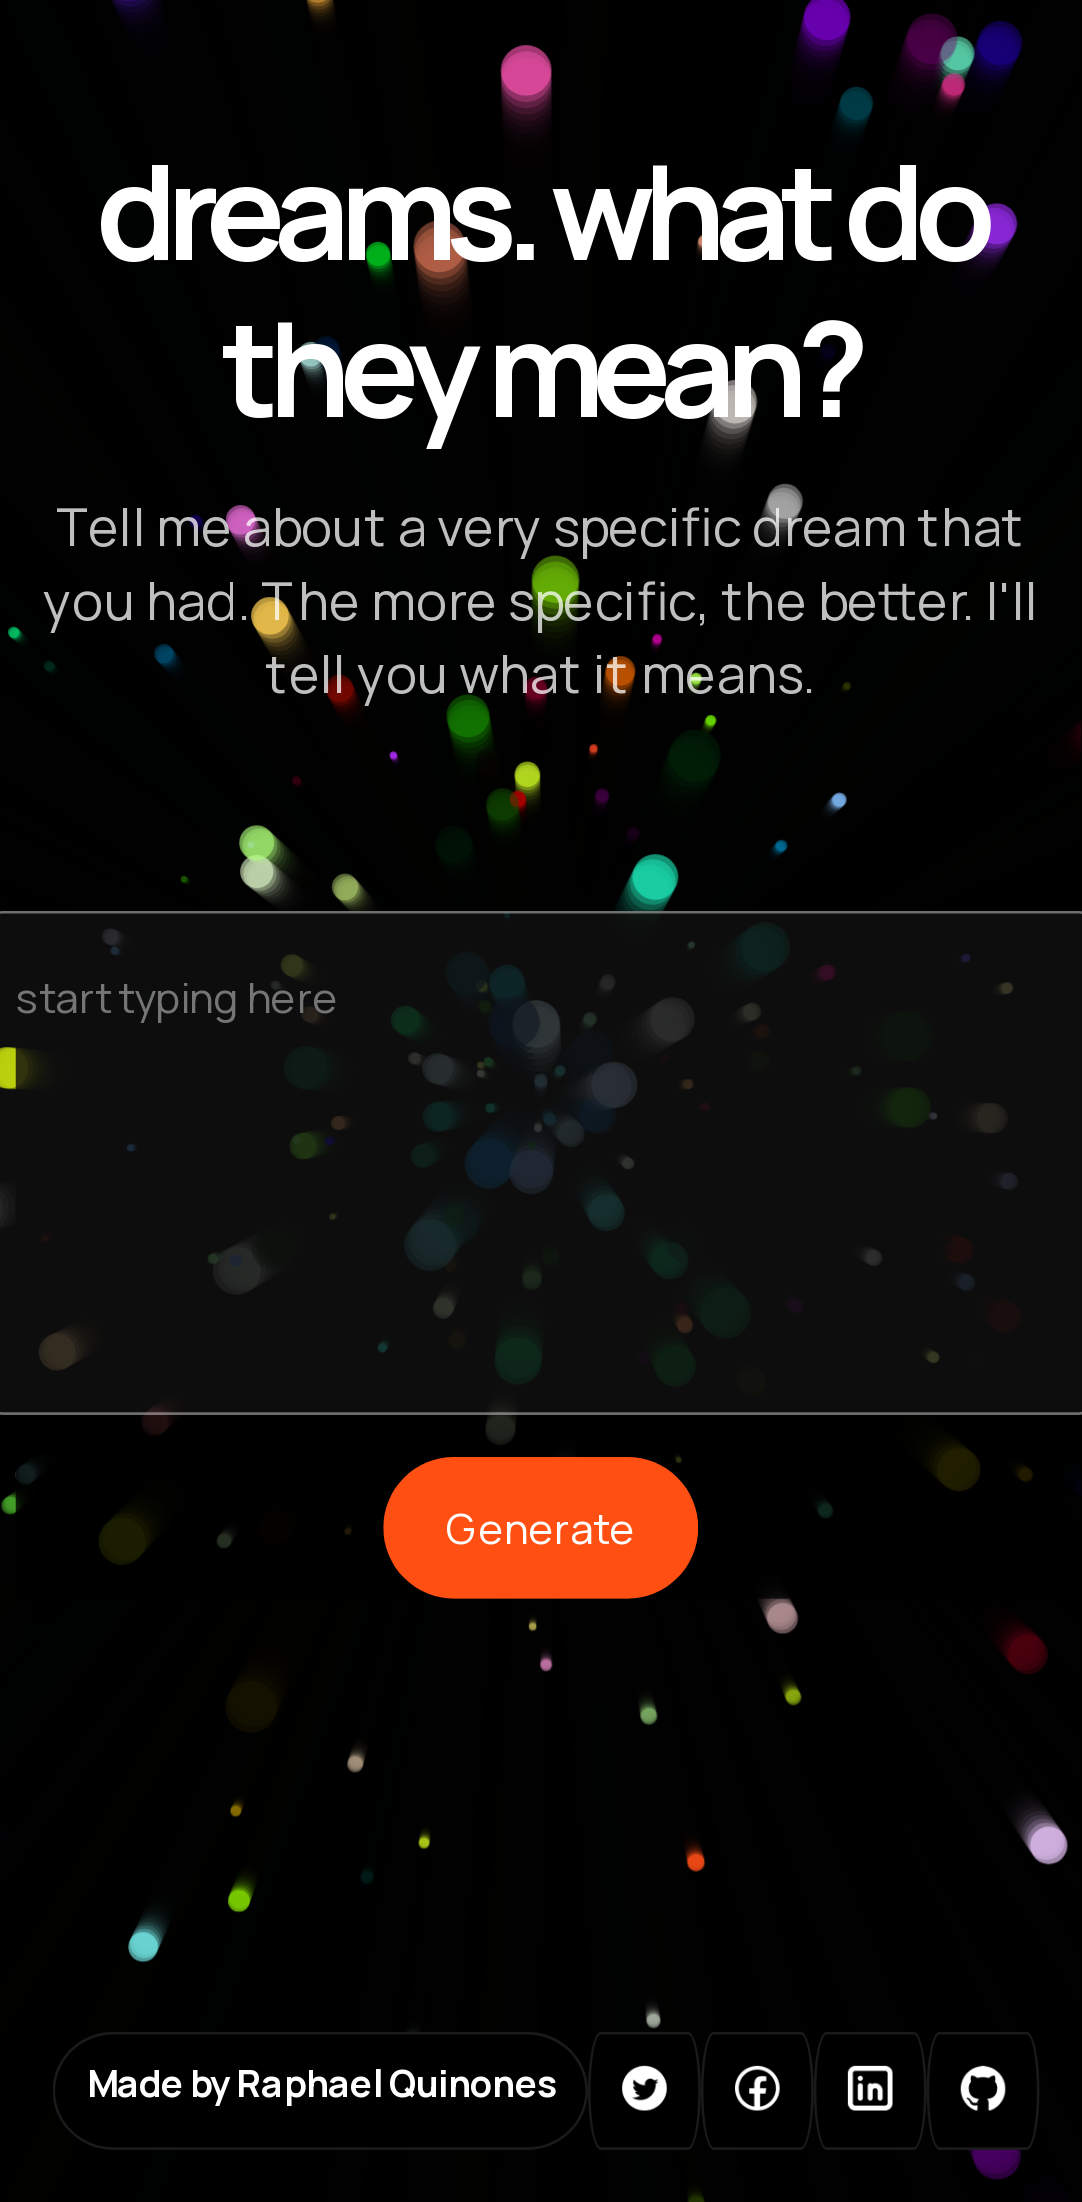 dreams. what do
they mean?
Tell me about a very specific dream that
you had. The more specific, the better. I'll
tell you what it means.
start typing here
Generate
Made by Raphael Quinones